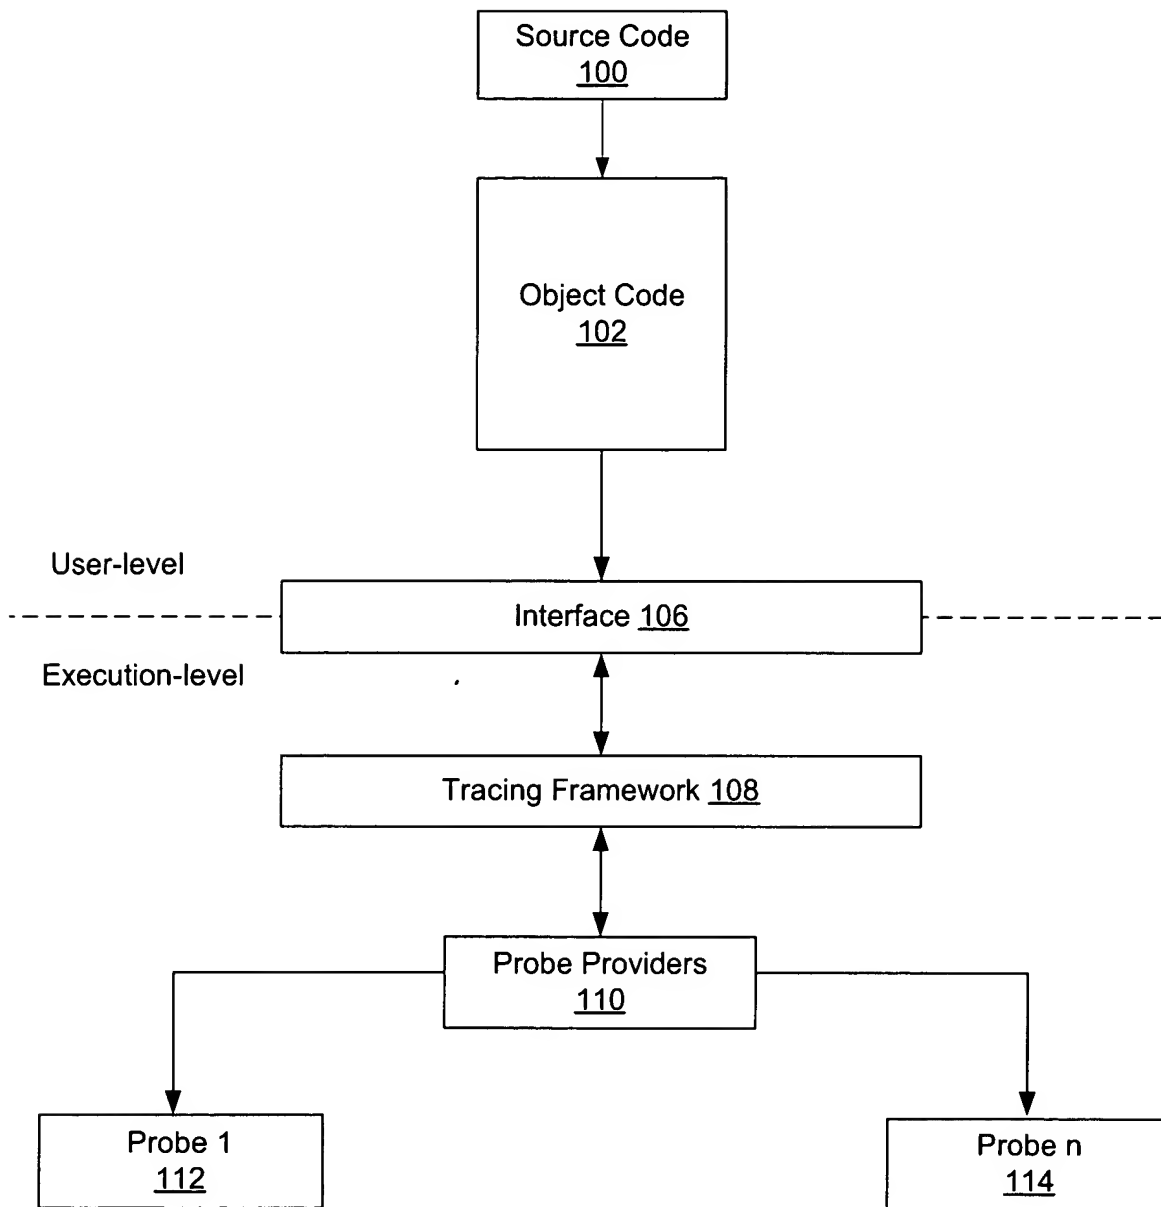 Source Code
100
Object Code
102
User-level
Interface 106
Execution-level
Tracing Framework 108
Probe Providers
110
Probe 1
112
Probe n
114